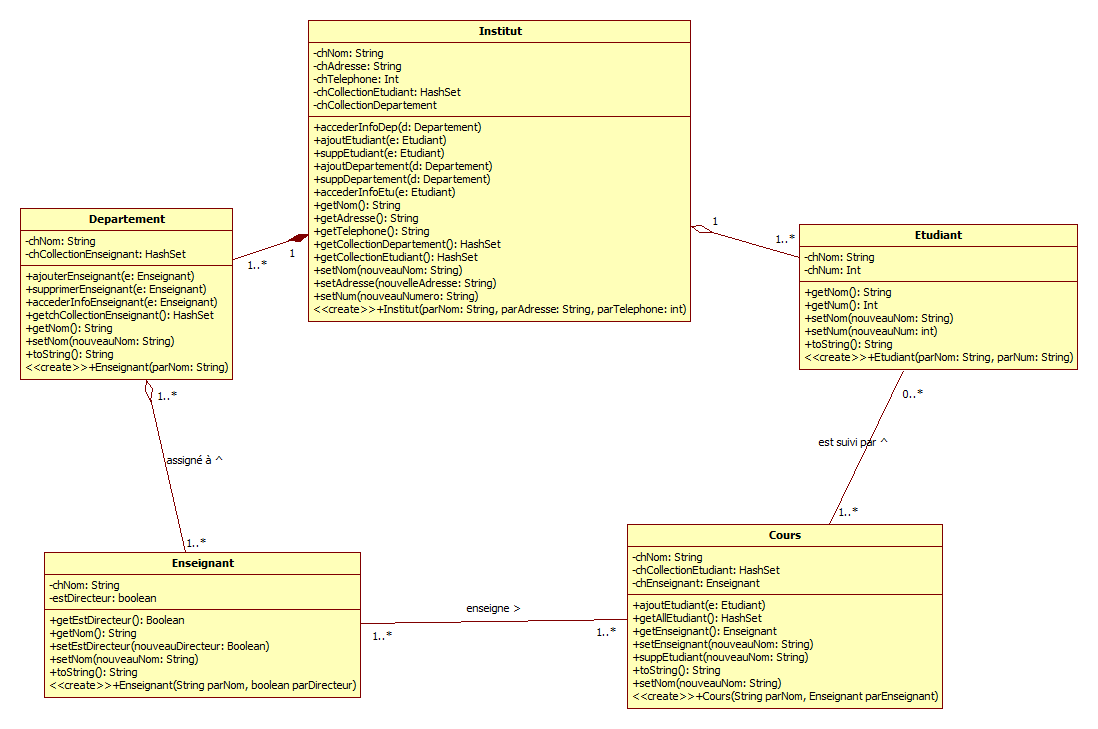 Institut
-chNom: String
-chAdresse: String
-chTelephone: Int
-chCollectionEtudiant: HashSet
-chCollectionDepartement
+accederInfoDep(d: Departement)
+ajoutEtudiant(e: Etudiant)
+suppEtudiant(e: Etudiant)
+ajoutDepartement(d: Departement)
+suppDepartement(d: Departement)
+accederInfoEtu(e: Etudiant)
+getNom(): String
+getAdresse(): String
+getTelephone(): String
+getCollectionDepartement(): HashSet
+getCollectionEtudiant(): HashSet
+setNom(nouveauNom: String)
+setAdresse(nouvelleAdresse: String)
+setNum(nouveauNumero: String)
<<create>>+Institut(parNom: String, parAdresse: String, parTelephone: int)
Departement
-chNom: String
-chCollectionEnseignant: HashSet
+ajouterEnseignant(e: Enseignant)
+supprimerEnseignant(e: Enseignant)
+accederInfoEnseignant(e: Enseignant)
+getchCollectionEnseignant(): HashSet
+getNom(): String
+setNom(nouveauNom: String)
+toString(): String
<<create>>+Enseignant(parNom: String)
1..*
1
1
1..*
Etudiant
-chNom: String
-chNum: Int
+getNom(): String
+getNum(): Int
+setNom(nouveauNom: String)
+setNum(nouveauNum: int)
+toString(): String
<<create>>+Etudiant(parNom: String, parNum: String)
1..*
assigné à ^
1..*
0..*
est suivi par ^
1..*
Enseignant
-chNom: String
-estDirecteur: boolean
+getEstDirecteur(): Boolean
+getNom(): String
+setEstDirecteur(nouveauDirecteur: Boolean)
+setNom(nouveauNom: String)
+toString(): String
<<create>>+Enseignant(String parNom, boolean parDirecteur)
enseigne >
1..*
1..*
Cours
-chNom: String
-chCollectionEtudiant: HashSet
-chEnseignant: Enseignant
+ajoutEtudiant(e: Etudiant)
+getAllEtudiant(): HashSet
+getEnseignant(): Enseignant
+setEnseignant(nouveauNom: String)
+suppEtudiant(nouveauNom: String)
+toString(): String
+setNom(nouveauNom: String)
<<create>>+Cours(String parNom, Enseignant parEnseignant)